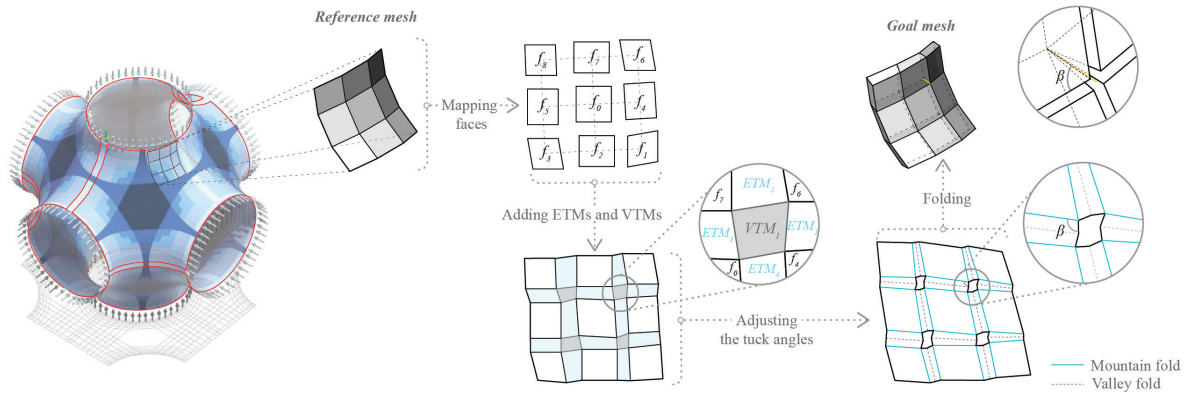 Reference mesh
Mapping
faces
f8 f7 f6
f5 f0 f4
f3 f2 f1
Adding ETMs and VTMs
f7 ETM2 f6
ETM3 VTM1
f0 ETM4 f4
Adjusting
the tuck angles
Goal mesh
β
Folding
β
Mountain fold
Valley fold